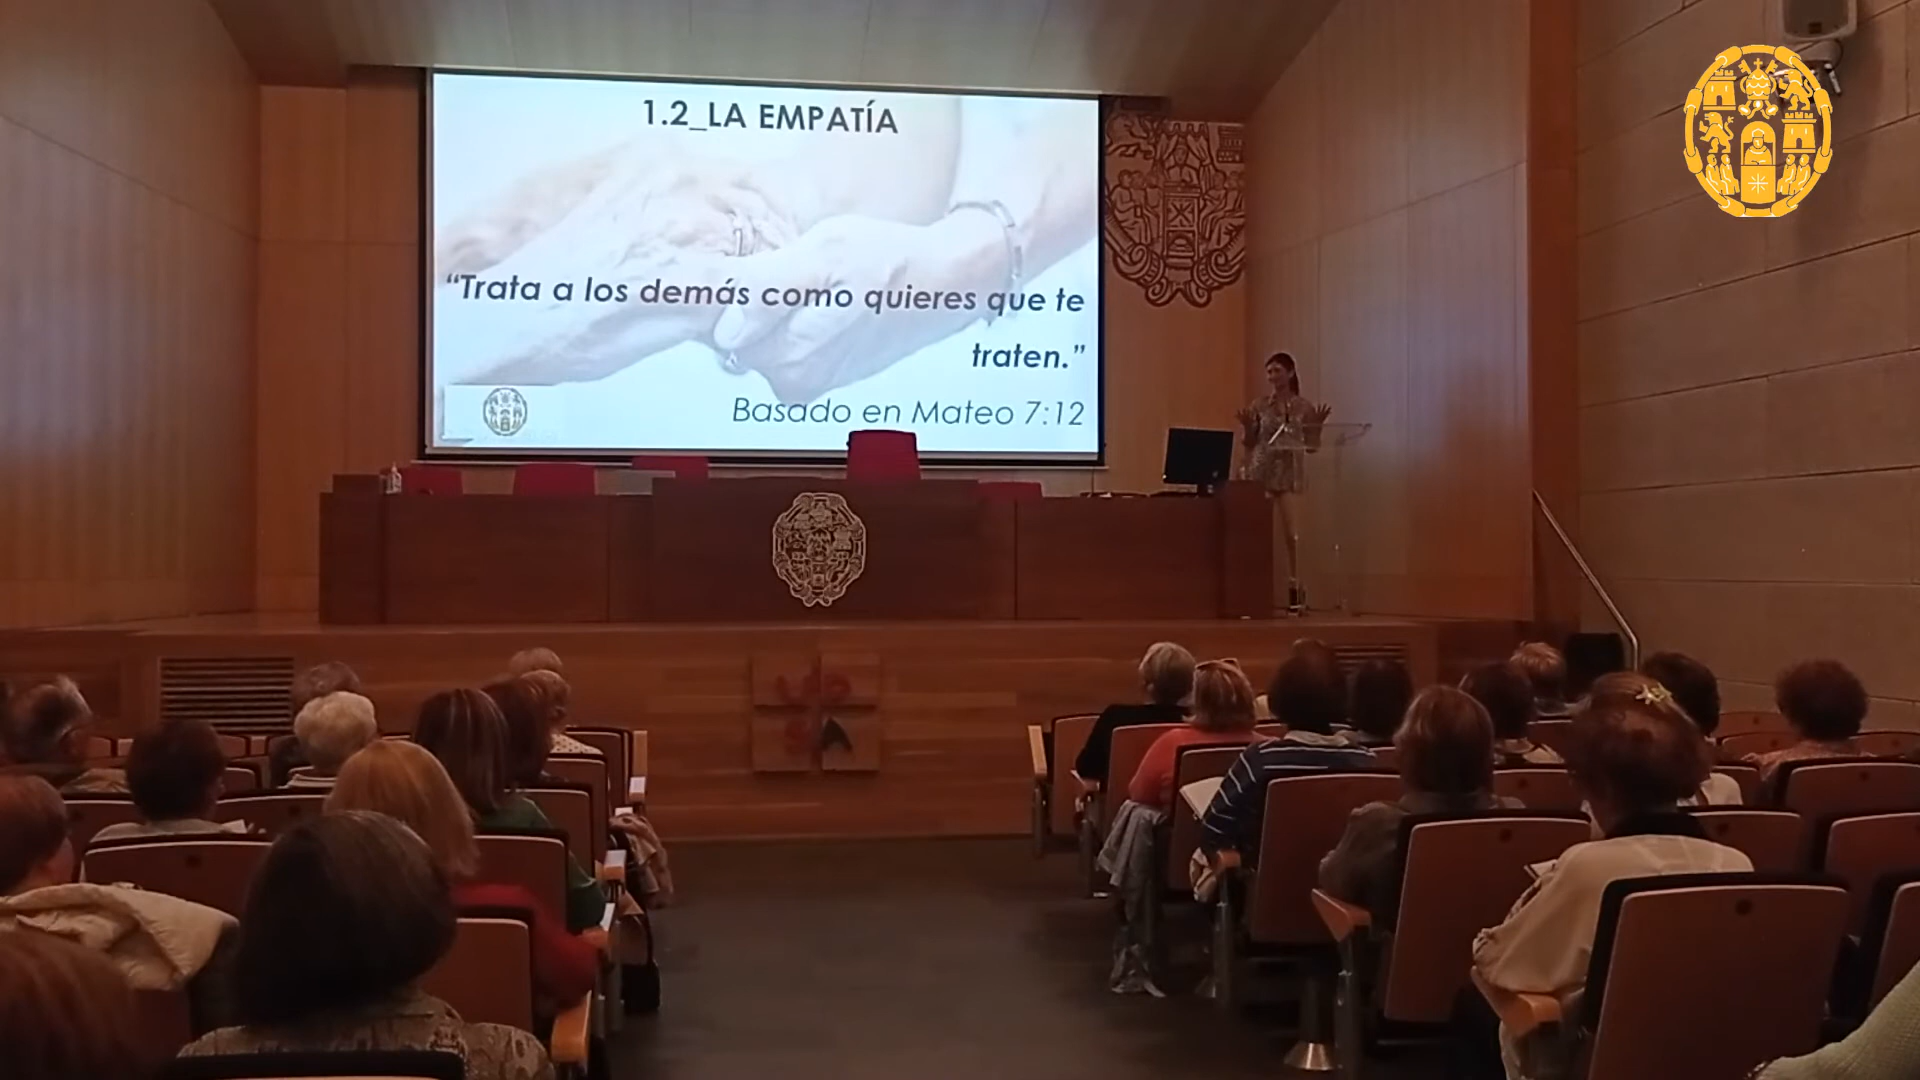 1.2_LA EMPATÍA
“Trata a los demás como quieres que te
traten.”
Basado en Mateo 7:12